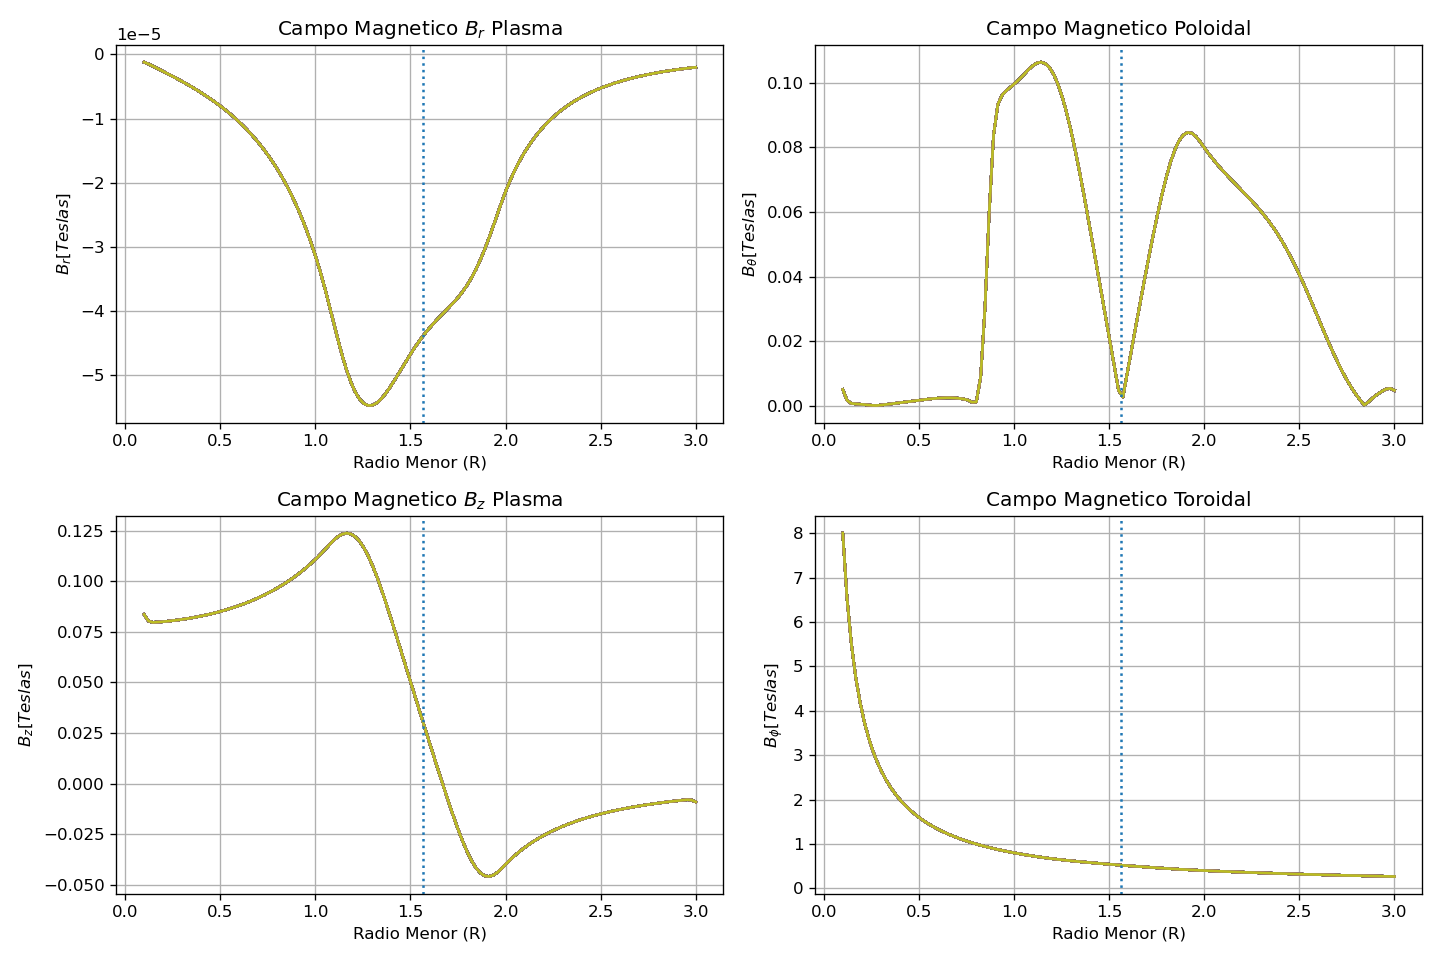 Campo Magnetico $B_r$ Plasma
1e−5
0
−1
−2
−3
−4
−5
$B_r[Teslas]$
0.0 0.5 1.0 1.5 2.0 2.5 3.0
Radio Menor (R)
Campo Magnetico Poloidal
0.10
0.08
0.06
0.04
0.02
0.00
$B_θ[Teslas]$
0.0 0.5 1.0 1.5 2.0 2.5 3.0
Radio Menor (R)
Campo Magnetico $B_z$ Plasma
0.125
0.100
0.075
0.050
0.025
0.000
−0.025
−0.050
$B_z[Teslas]$
0.0 0.5 1.0 1.5 2.0 2.5 3.0
Radio Menor (R)
Campo Magnetico Toroidal
8
7
6
5
4
3
2
1
0
$B_ϕ[Teslas]$
0.0 0.5 1.0 1.5 2.0 2.5 3.0
Radio Menor (R)